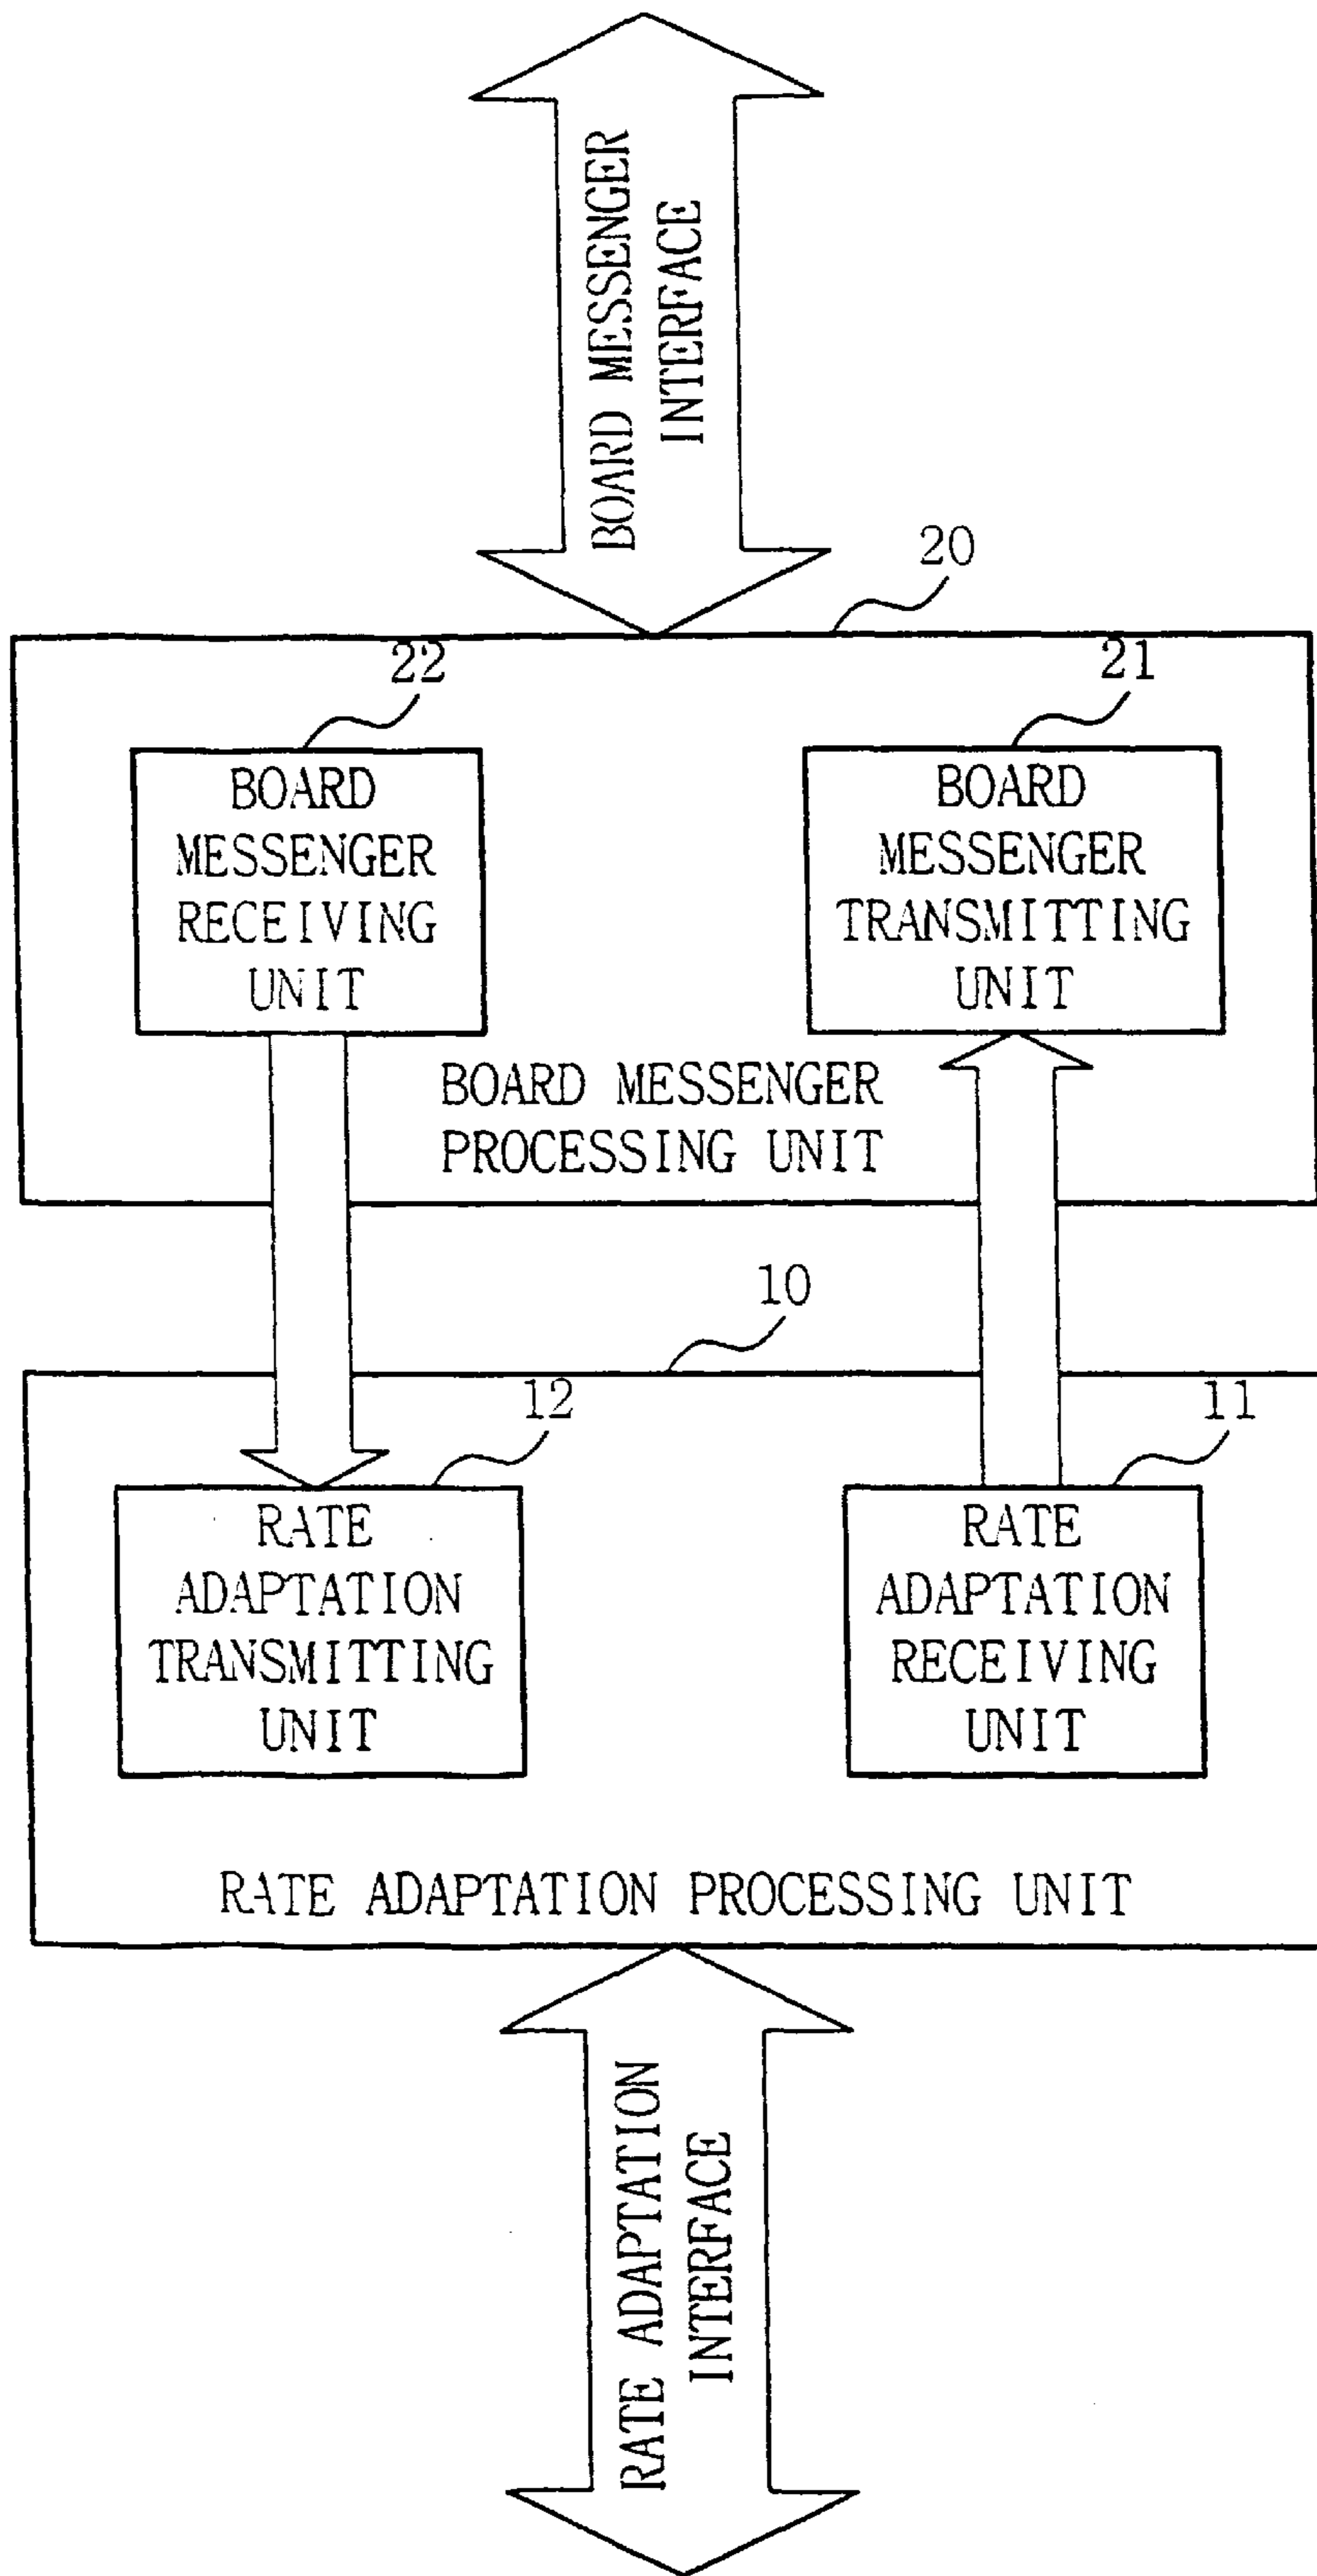 BOARD MESSENGER
INTERFACE
20
22
21
BOARD
MESSENGER
RECEIVING
UNIT
BOARD
MESSENGER
TRANSMITTING
UNIT
BOARD MESSENGER
PROCESSING UNIT
10
12
11
RATE
ADAPTATION
TRANSMITTING
UNIT
RATE
ADAPTATION
RECEIVING
UNIT
RATE ADAPTATION PROCESSING UNIT
RATE ADAPTATION
INTERFACE